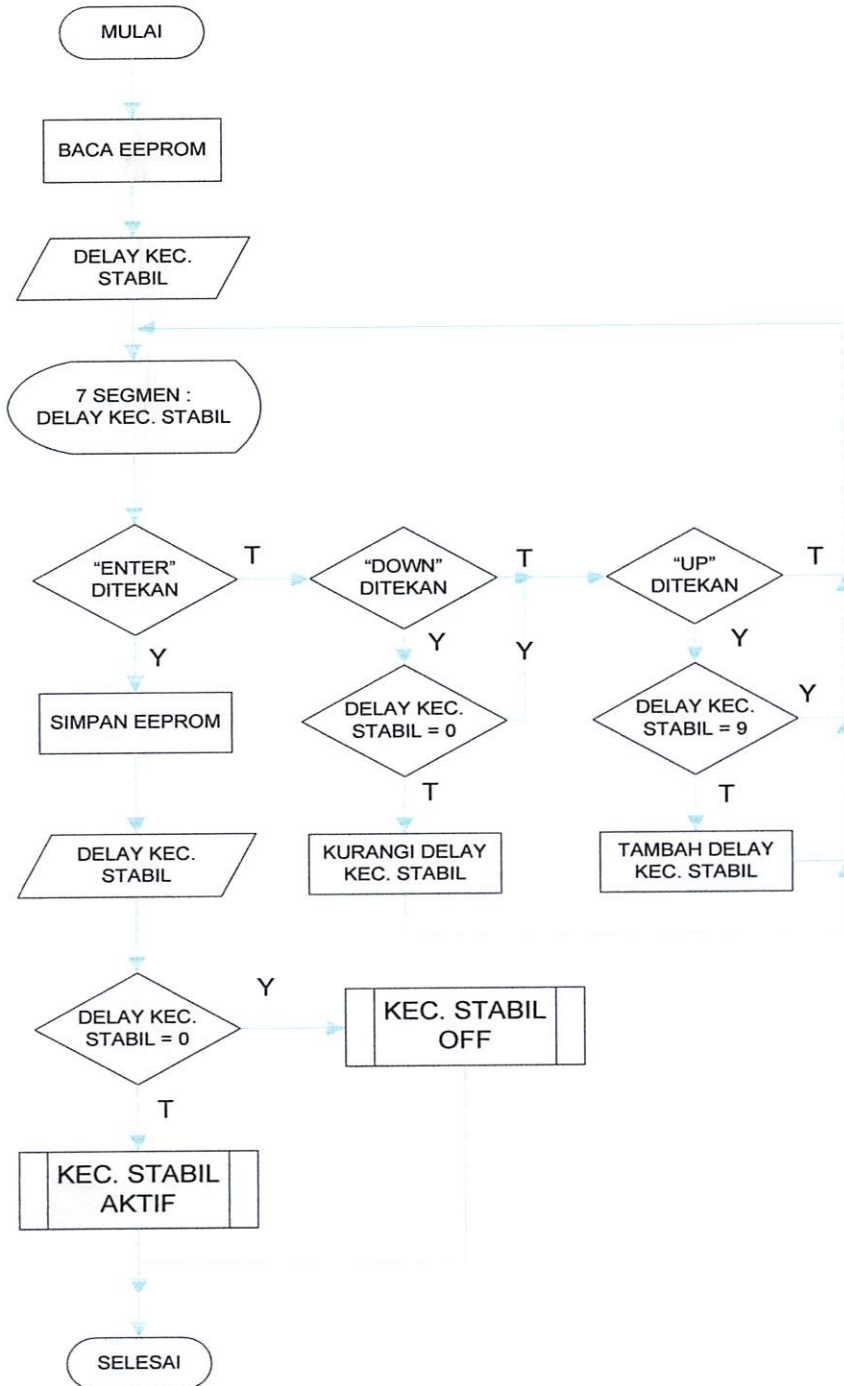 MULAI
BACA EEPROM
DELAY KEC.
STABIL
7 SEGMEN :
DELAY KEC. STABIL
"ENTER"
DITEKAN
T
"DOWN"
DITEKAN
T
"UP"
DITEKAN
T
Y
Y
Y
Y
SIMPAN EEPROM
DELAY KEC.
STABIL = 0
DELAY KEC.
STABIL = 9
Y
T
T
DELAY KEC.
STABIL
KURANGI DELAY
KEC. STABIL
TAMBAH DELAY
KEC. STABIL
DELAY KEC.
STABIL = 0
Y
KEC. STABIL
OFF
T
KEC. STABIL
AKTIF
SELESAI